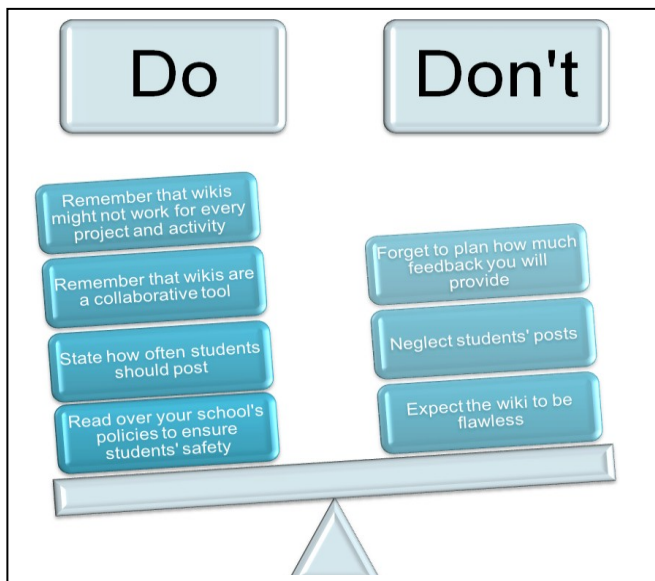 Do
Don't
Remember that wikis
might not work for every
project and activity
Remember that wikis are
a collaborative tool
State how often students
should post
Read over your school's
policies to ensure
students' safety
Forget to plan how much
feedback you will
provide
Neglect students' posts
Expect the wiki to be
flawless